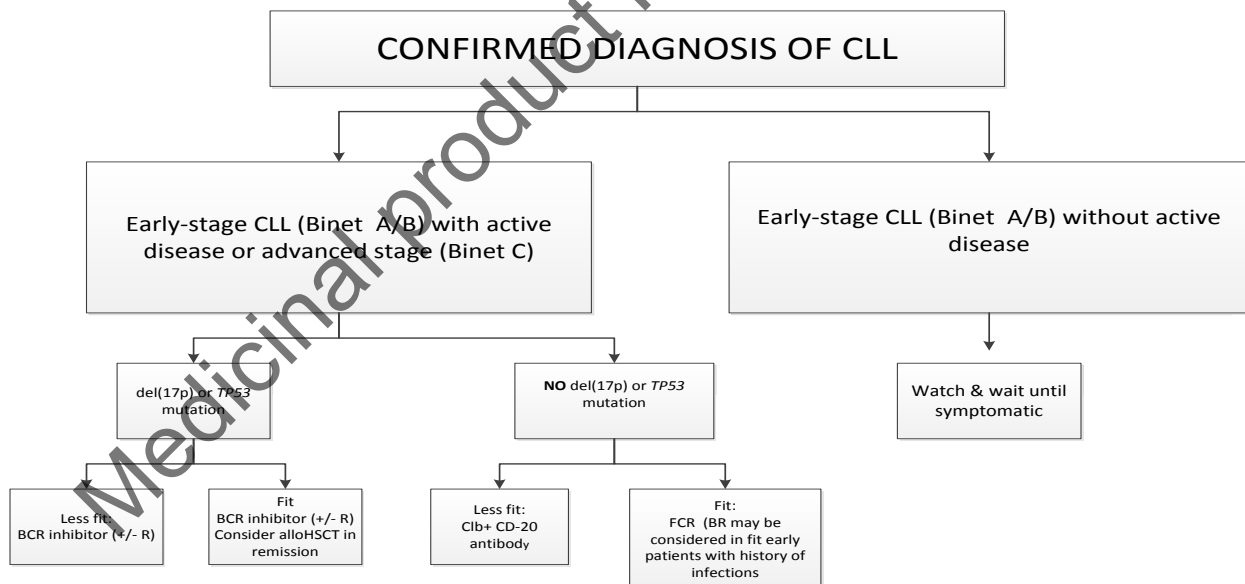 CONFIRMED DIAGNOSIS OF CLL
Early-stage CLL (Binet A/B) with active
disease or advanced stage (Binet C)
Early-stage CLL (Binet A/B) without active
disease
del(17p) or TP53
mutation
NO del(17p) or TP53
mutation
Watch & wait until
symptomatic
Less fit:
BCR inhibitor (+/- R)
Fit
BCR inhibitor (+/- R)
Consider alloHSCT in
remission
Less fit:
Clb+ CD-20
antibody
Fit:
FCR (BR may be
considered in fit early
patients with history of
infections
Medicinal product